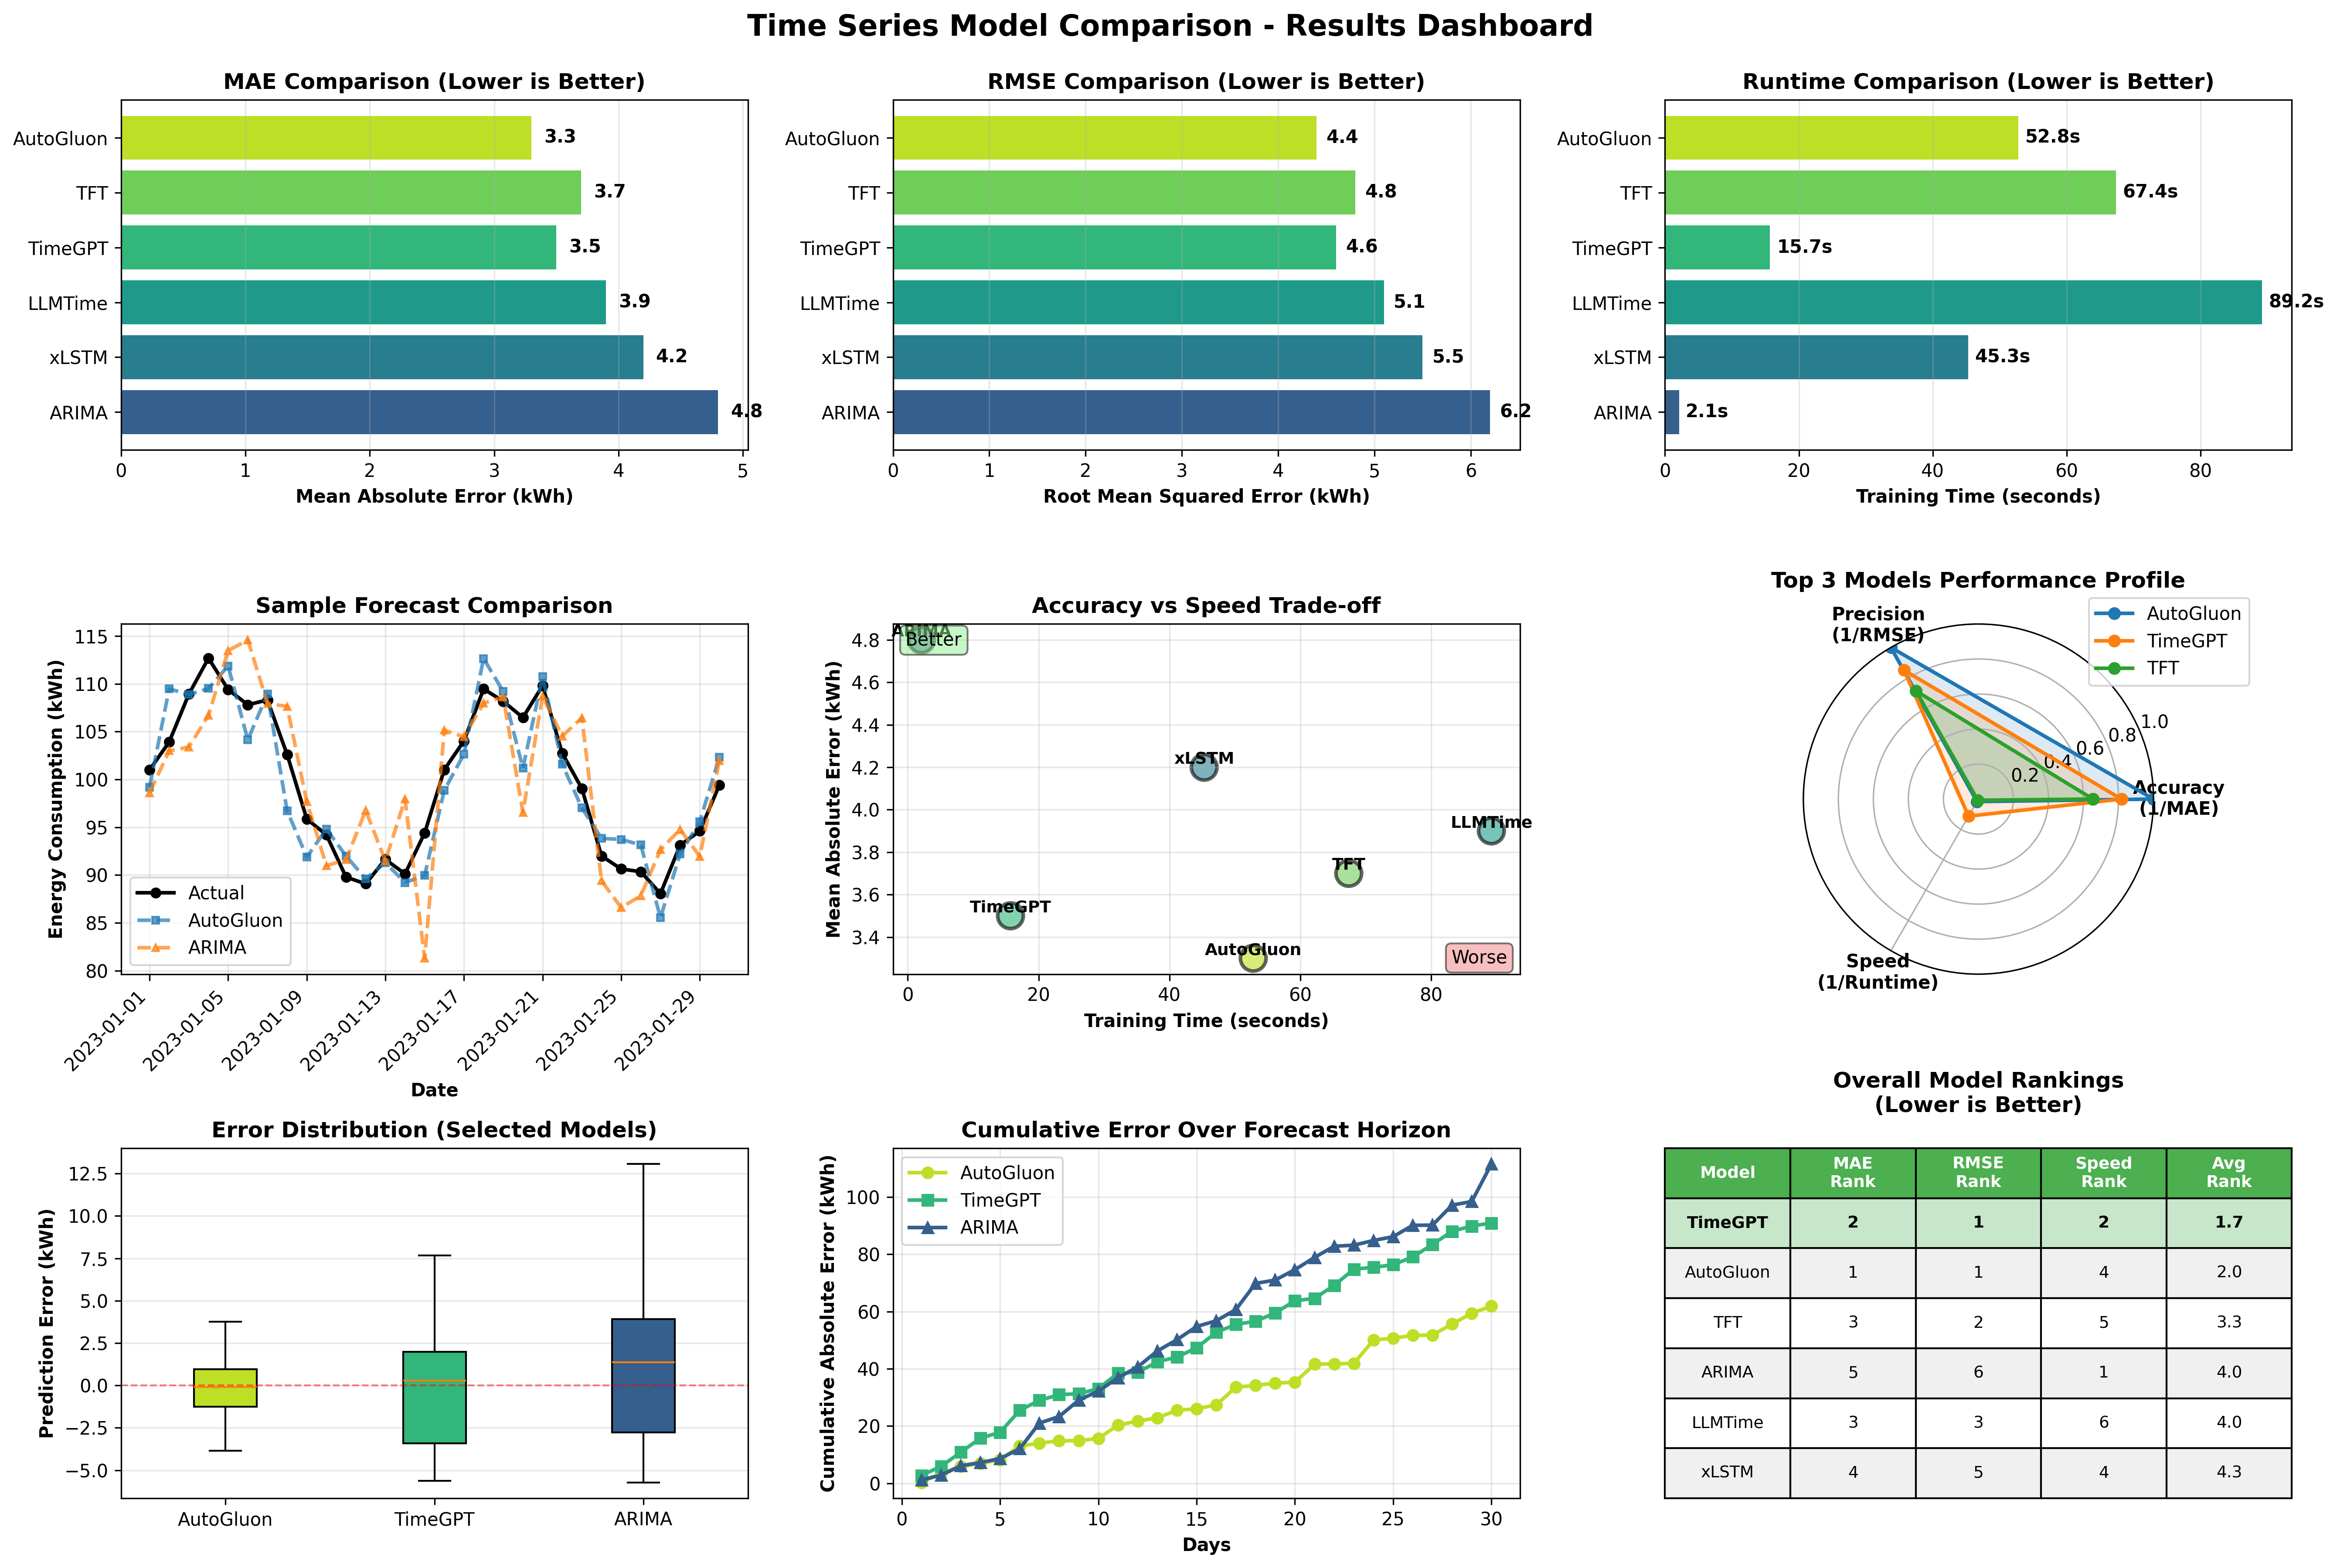 Time Series Model Comparison - Results Dashboard
MAE Comparison (Lower is Better)
AutoGluon
TFT
TimeGPT
LLMTime
xLSTM
ARIMA
3.3
3.7
3.5
3.9
4.2
4.8
0 1 2 3 4 5
Mean Absolute Error (kWh)
RMSE Comparison (Lower is Better)
AutoGluon
TFT
TimeGPT
LLMTime
xLSTM
ARIMA
4.4
4.8
4.6
5.1
5.5
6.2
0 1 2 3 4 5 6
Root Mean Squared Error (kWh)
Runtime Comparison (Lower is Better)
AutoGluon
TFT
TimeGPT
LLMTime
xLSTM
ARIMA
52.8s
67.4s
15.7s
89.2s
45.3s
2.1s
0 20 40 60 80
Training Time (seconds)
Sample Forecast Comparison
Energy Consumption (kWh)
115
110
105
100
95
90
85
80
Actual
AutoGluon
ARIMA
2023-01-01
2023-01-05
2023-01-09
2023-01-13
2023-01-17
2023-01-21
2023-01-25
2023-01-29
Date
Accuracy vs Speed Trade-off
Mean Absolute Error (kWh)
4.8
4.6
4.4
4.2
4.0
3.8
3.6
3.4
ARIMA
Better
xLSTM
LLMTime
TFT
TimeGPT
AutoGluon
Worse
0 20 40 60 80
Training Time (seconds)
Top 3 Models Performance Profile
AutoGluon
TimeGPT
TFT
Precision
(1/RMSE)
Accuracy
(1/MAE)
Speed
(1/Runtime)
0.2
0.4
0.6
0.8
1.0
Error Distribution (Selected Models)
Prediction Error (kWh)
12.5
10.0
7.5
5.0
2.5
0.0
−2.5
−5.0
AutoGluon TimeGPT ARIMA
Cumulative Error Over Forecast Horizon
Cumulative Absolute Error (kWh)
100
80
60
40
20
0
AutoGluon
TimeGPT
ARIMA
0 5 10 15 20 25 30
Days
Overall Model Rankings
(Lower is Better)
Model MAE Rank RMSE Rank Speed Rank Avg Rank
TimeGPT 2 1 2 1.7
AutoGluon 1 1 4 2.0
TFT 3 2 5 3.3
ARIMA 5 6 1 4.0
LLMTime 3 3 6 4.0
xLSTM 4 5 4 4.3